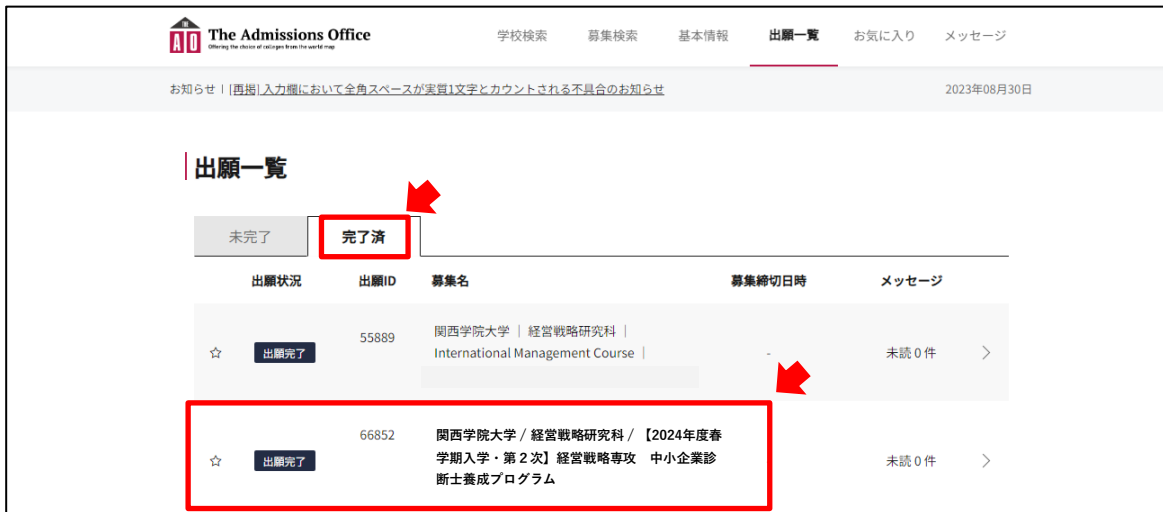 THE
AO
The Admissions Office
Offering the choice of colleges from the world map
学校検索 募集検索 基本情報 出願一覧 お気に入り メッセージ
お知らせ | [再掲] 入力欄において全角スペースが実質1文字とカウントされる不具合のお知らせ 2023年08月30日
出願一覧
未完了 完了済
出願状況 出願ID 募集名 募集締切日時 メッセージ
☆ 出願完了 55889 関西学院大学 | 経営戦略研究科 |
International Management Course | - 未読 0 件 >
☆ 出願完了 66852 関西学院大学 / 経営戦略研究科 / 【2024年度春
学期入学・第２次】経営戦略専攻 中小企業診
断士養成プログラム 未読 0 件 >